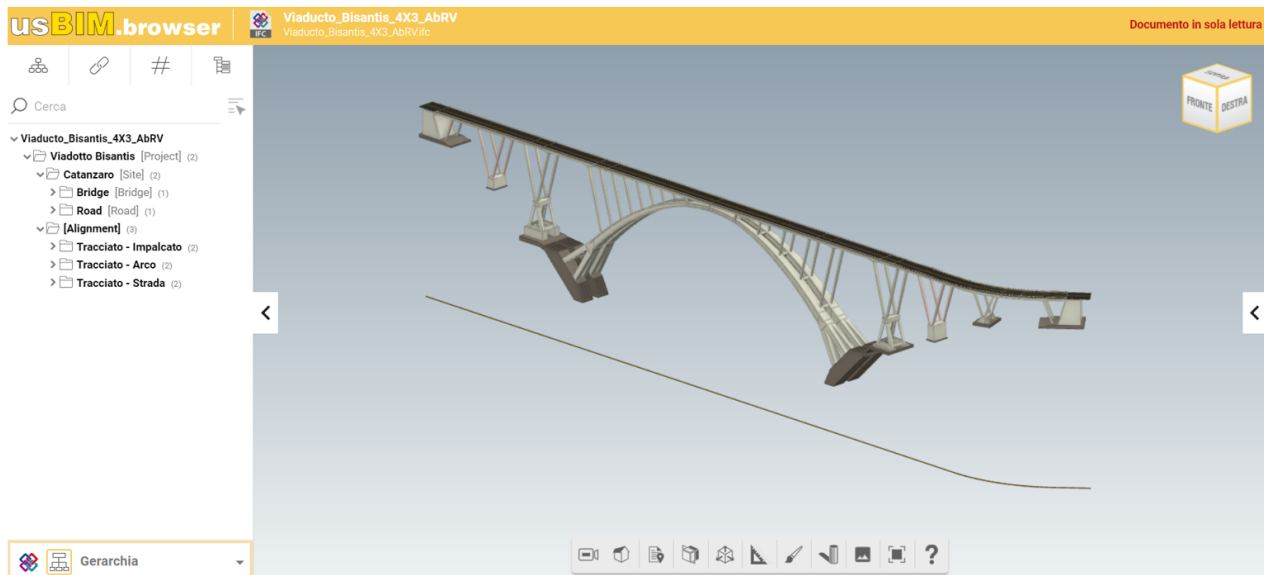 usBIM.browser
IFC
Viaducto_Bisantis_4X3_AbRV
Viaducto_Bisantis_4X3_AbRV.ifc
Documento in sola lettura
Cerca
Viaducto_Bisantis_4X3_AbRV
Viadotto Bisantis [Project] (2)
Catanzaro [Site] (2)
Bridge [Bridge] (1)
Road [Road] (1)
[Alignment] (3)
Tracciato - Impalcato (2)
Tracciato - Arco (2)
Tracciato - Strada (2)
SOPRA
FRONTE
DESTRA
Gerarchia
?